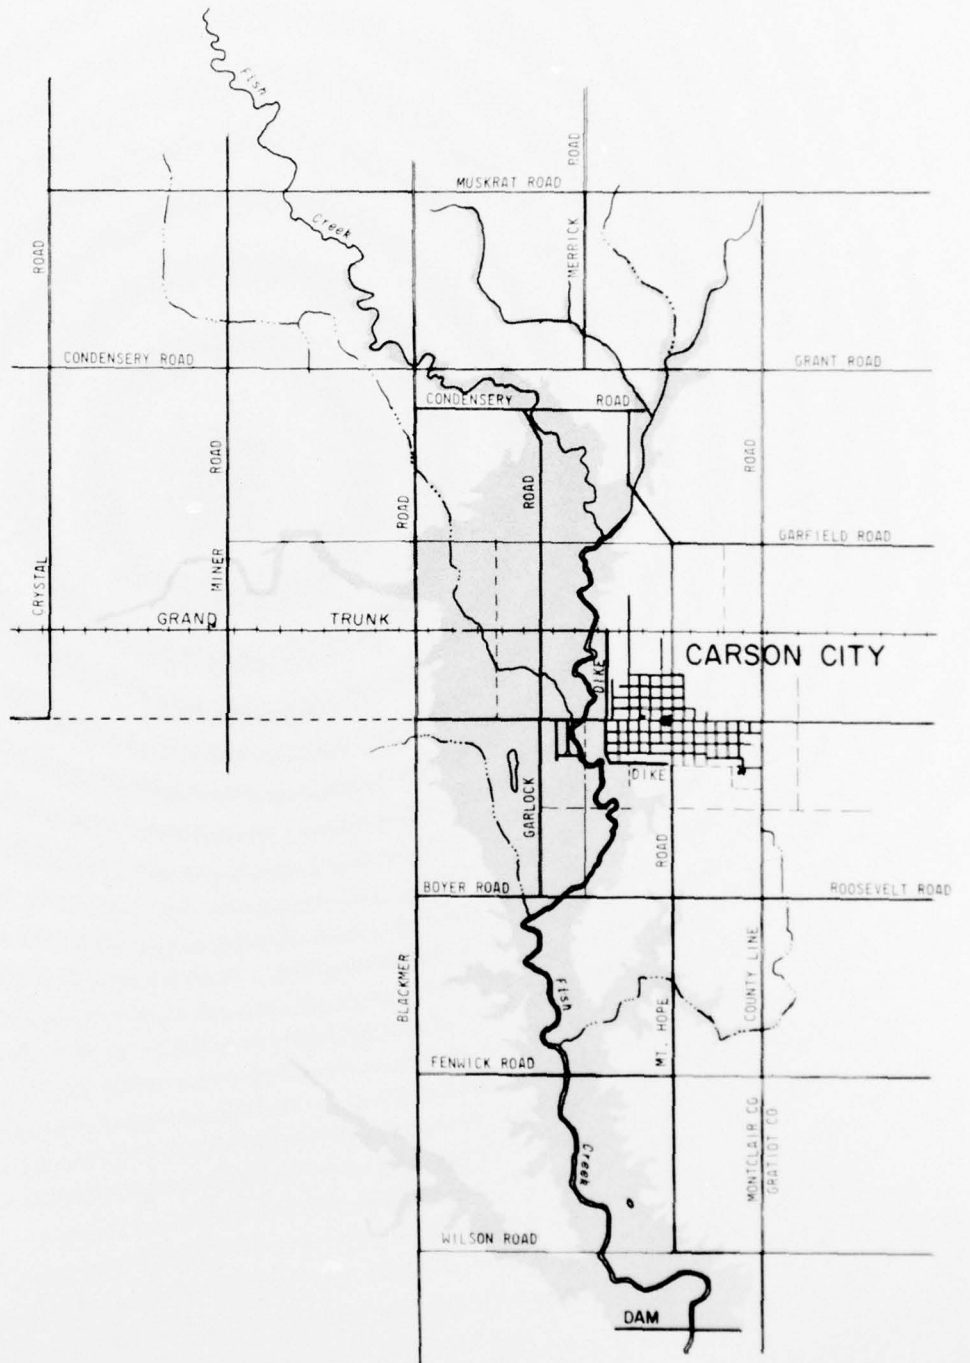 Fish
MUSKRAT ROAD
ROAD
MERRICK
Creek
ROAD
CONDENSERY ROAD
GRANT ROAD
CONDENSERY ROAD
ROAD
ROAD
ROAD
ROAD
GARFIELD ROAD
MINER
CRYSTAL
GRAND TRUNK
CARSON CITY
DIKE
DIKE
GARLOCK
ROAD
BOYER ROAD
ROOSEVELT ROAD
BLACKMER
COUNTY LINE
Fish
MT. HOPE
FENWICK ROAD
MONTCLAIR CO
GRATIOT CO
Creek
WILSON ROAD
DAM